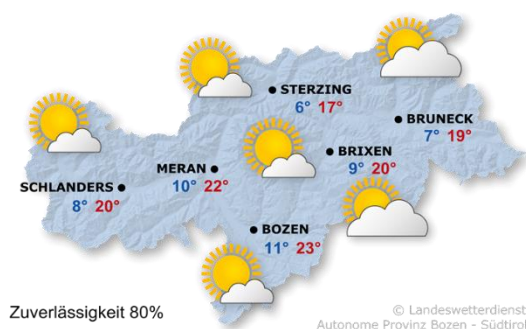 STERZING
6° 17°
BRUNECK
7° 19°
BRIXEN
9° 20°
MERAN
10° 22°
SCHLANDERS
8° 20°
BOZEN
11° 23°
Zuverlässigkeit 80%
© Landeswetterdienst
Autonome Provinz Bozen - Südtirol